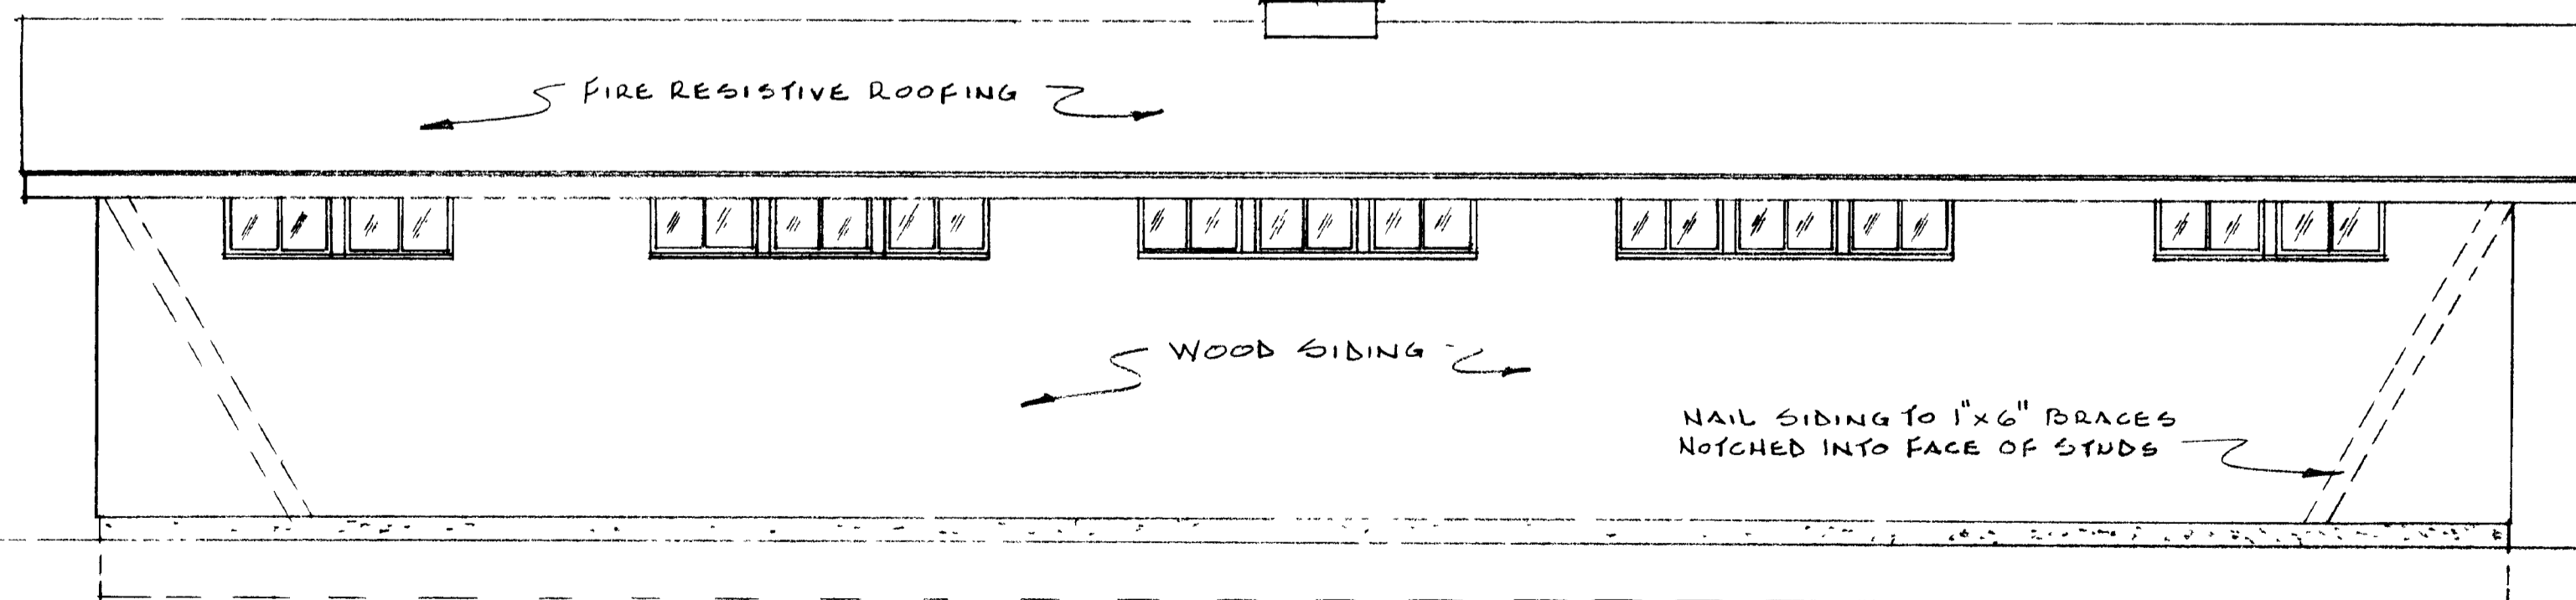 FIRE RESISTIVE ROOFING
WOOD SIDING
NAIL SIDING TO 1"x6" BRACES
NOTCHED INTO FACE OF STUDS